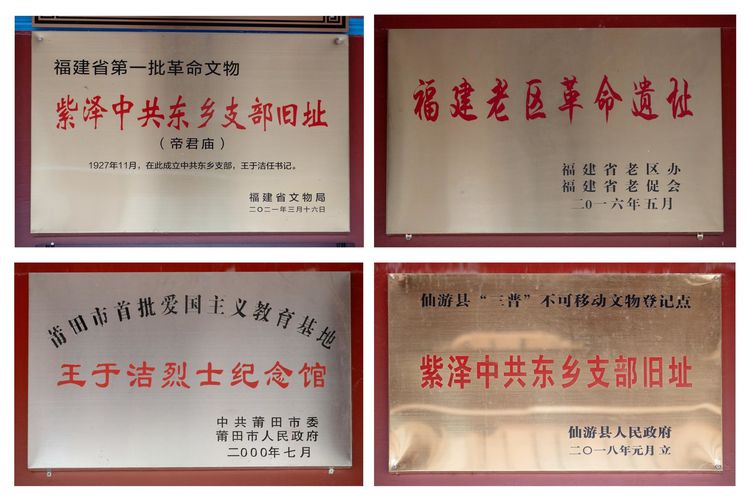 福建省第一批革命文物
紫泽中共东乡支部旧址
（帝君庙）
1927年11月，在此成立中共东乡支部，王于洁任书记。
福建省文物局
二〇二一年三月十六日
福建老区革命遗址
福建省老区办
福建省老促会
二0一六年五月
莆田市首批爱国主义教育基地
王于洁烈士纪念馆
中共莆田市委
莆田市人民政府
二000年七月
仙游县“三普”不可移动文物登记点
紫泽中共东乡支部旧址
仙游县人民政府
二〇一八年元月立